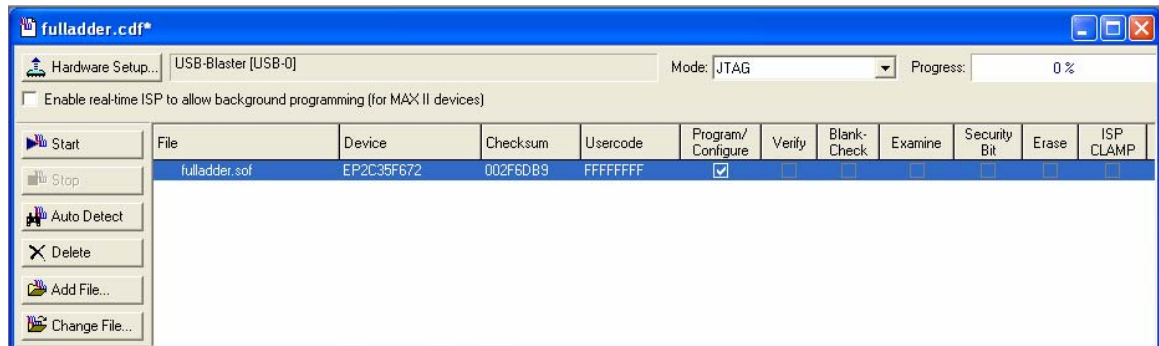 fulladder.cdf*
Hardware Setup... USB-Blaster [USB-0] Mode: JTAG Progress: 0 %
Enable real-time ISP to allow background programming (for MAX II devices)
Start
Stop
Auto Detect
Delete
Add File...
Change File...
File Device Checksum Usercode Program/ Configure Verify Blank- Check Examine Security Bit Erase ISP CLAMP
fulladder.sof EP2C35F672 002F6DB9 FFFFFFFF